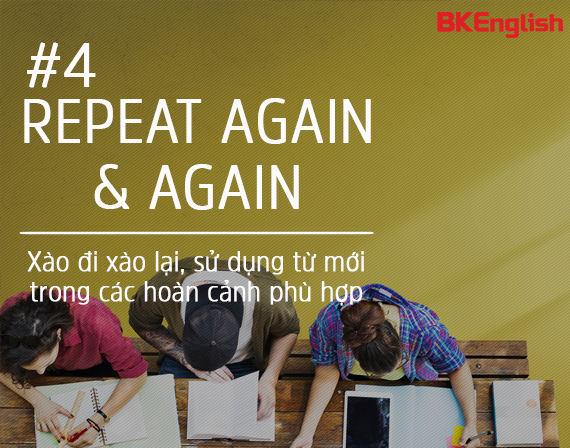 BKEnglish
#4
REPEAT AGAIN
& AGAIN
Xào đi xào lại, sử dụng từ mới
trong các hoàn cảnh phù hợp